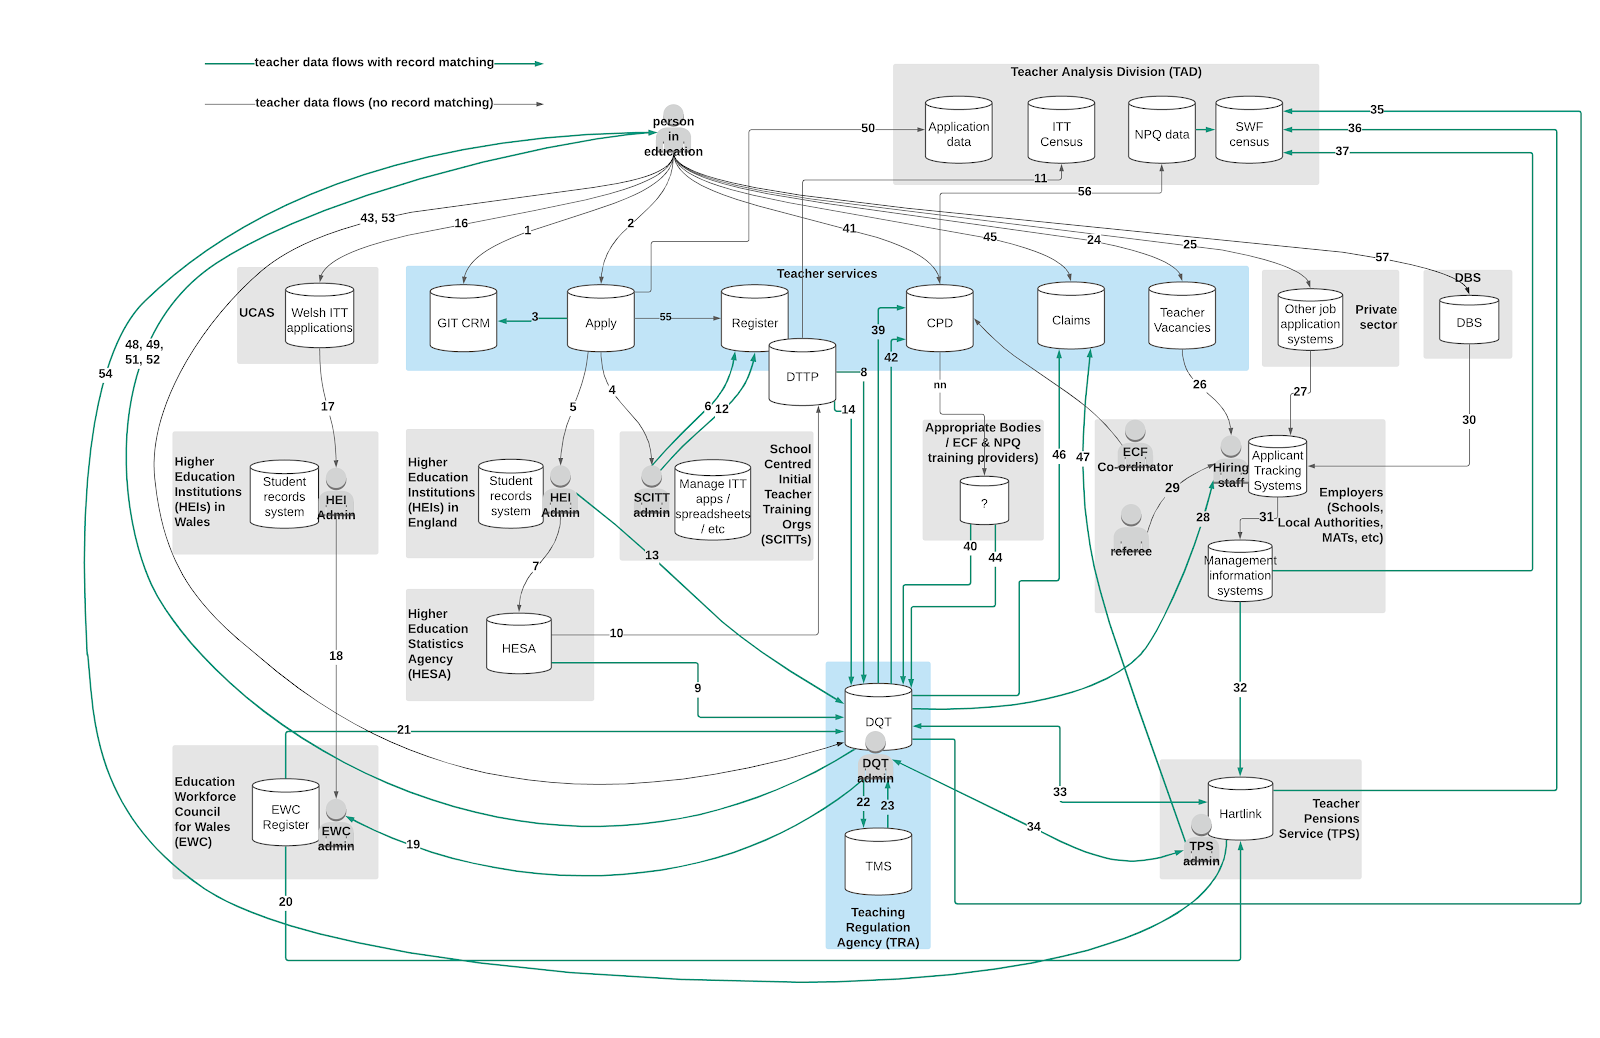 teacher data flows with record matching
teacher data flows (no record matching)
Teacher Analysis Division (TAD)
Application
data
ITT
Census
NPQ data
SWF
census
35
36
37
50
11
56
person
in
education
43, 53
16
1
2
41
45
24
25
57
UCAS
Welsh ITT
applications
Teacher services
GIT CRM
3
Apply
55
Register
DTTP
8
14
39
42
CPD
nn
Claims
Teacher
Vacancies
Other job
application
systems
Private
sector
DBS
DBS
48, 49,
51, 52
54
17
5
4
6
12
26
27
30
Higher
Education
Institutions
(HEIs) in
Wales
Student
records
system
HEI
Admin
Higher
Education
Institutions
(HEIs) in
England
Student
records
system
HEI
Admin
SCITT
admin
Manage ITT
apps /
spreadsheets
/ etc
School
Centred
Initial
Teacher
Training
Orgs
(SCITTs)
Appropriate Bodies
/ ECF & NPQ
training providers)
?
40
44
46
47
ECF
Co-ordinator
Hiring
staff
Applicant
Tracking
Systems
29
28
31
referee
Employers
(Schools,
Local Authorities,
MATs, etc)
Management
information
systems
13
7
Higher
Education
Statistics
Agency
(HESA)
HESA
10
9
18
32
21
DQT
DQT
admin
22
23
TMS
Teaching
Regulation
Agency (TRA)
Education
Workforce
Council
for Wales
(EWC)
EWC
Register
EWC
admin
19
20
33
34
Hartlink
TPS
admin
Teacher
Pensions
Service (TPS)